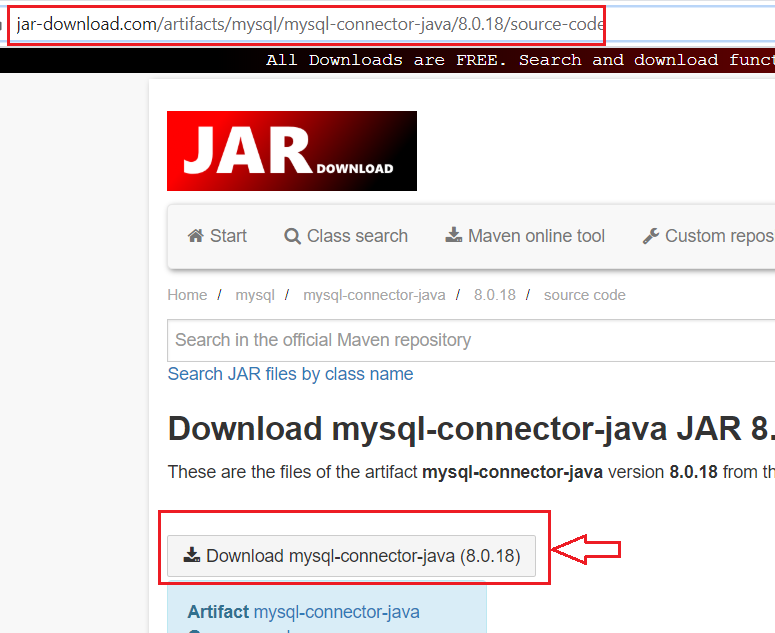 jar-download.com/artifacts/mysql/mysql-connector-java/8.0.18/source-code
All Downloads are FREE. Search and download funct
JAR DOWNLOAD
Start Class search Maven online tool Custom repos
Home / mysql / mysql-connector-java / 8.0.18 / source code
Search in the official Maven repository
Search JAR files by class name
Download mysql-connector-java JAR 8.
These are the files of the artifact mysql-connector-java version 8.0.18 from th
Download mysql-connector-java (8.0.18)
Artifact mysql-connector-java